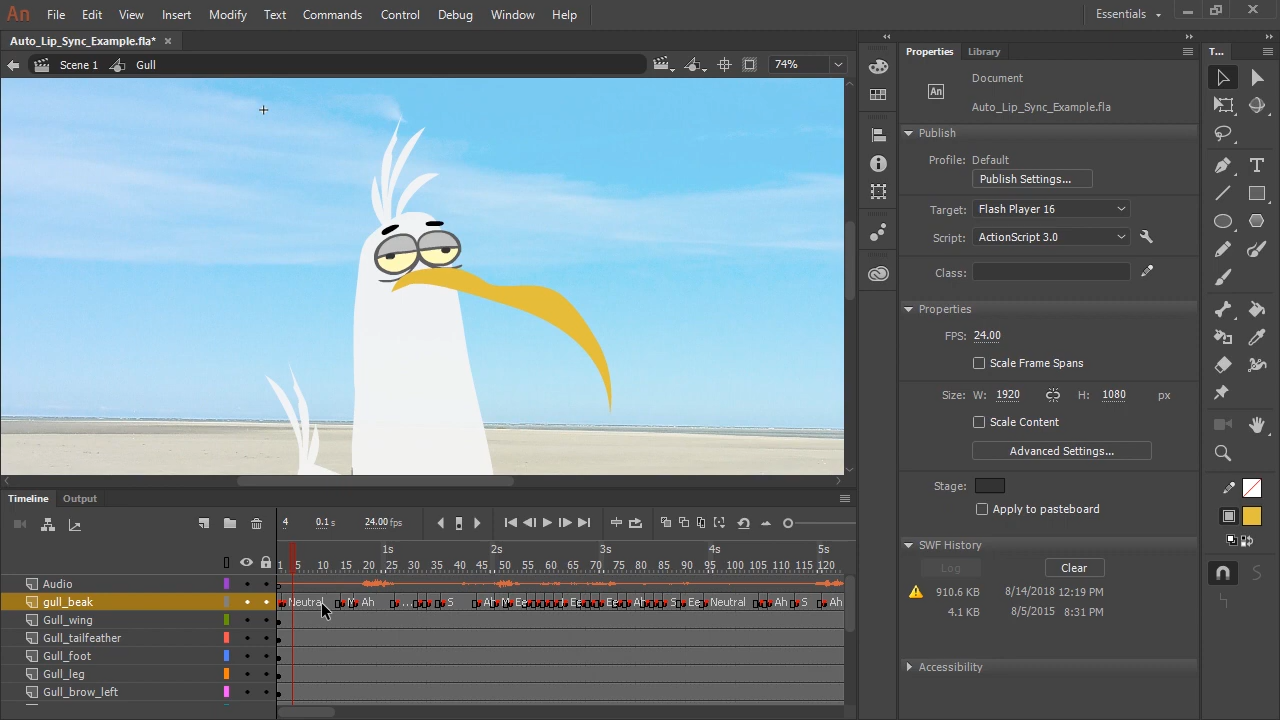 An File Edit View Insert Modify Text Commands Control Debug Window Help Essentials
Auto_Lip_Sync_Example.fla*
Scene 1 Gull 74%
Properties Library T...
Document
An
Auto_Lip_Sync_Example.fla
Publish
Profile: Default
Publish Settings...
Target: Flash Player 16
Script: ActionScript 3.0
Class:
Properties
FPS: 24.00
Scale Frame Spans
Size: W: 1920 H: 1080 px
Scale Content
Advanced Settings...
Stage:
Apply to pasteboard
SWF History
Log Clear
910.6 KB 8/14/2018 12:19 PM
4.1 KB 8/5/2015 8:31 PM
Accessibility
Timeline Output
4 0.1 s 24.00 fps
1s 2s 3s 4s 5s
1 5 10 15 20 25 30 35 40 45 50 55 60 65 70 75 80 85 90 95 100 105 110 115 120
Audio
gull_beak Neutral M Ah ... S Ah M Ee Ee Ee Ah S Ee Neutral Ah S Ah
Gull_wing
Gull_tailfeather
Gull_foot
Gull_leg
Gull_brow_left